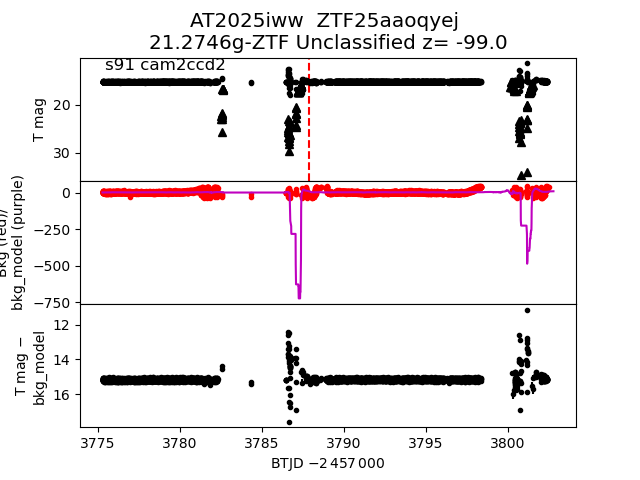 AT2025iww  ZTF25aaoqyej
21.2746g-ZTF Unclassified z= -99.0
s91 cam2ccd2
T mag
20
30
Bkg (red)/
bkg_model (purple)
0
−250
−500
−750
T mag −
bkg_model
12
14
16
3775
3780
3785
3790
3795
3800
BTJD −2 457 000